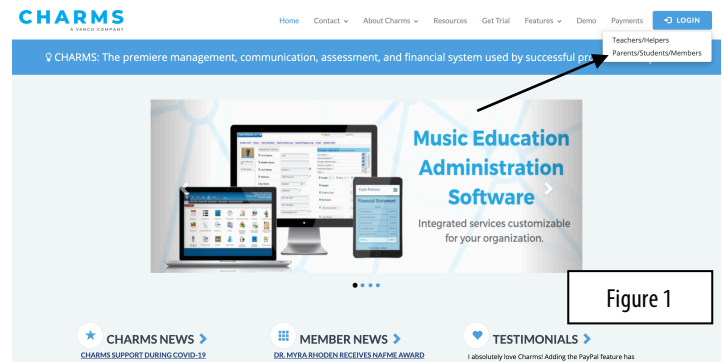 CHARMS
A VANCO COMPANY
Home Contact About Charms Resources Get Trial Features Demo Payments LOGIN
Teachers/Helpers
Parents/Students/Members
CHARMS: The premiere management, communication, assessment, and financial system used by successful
Music Education
Administration
Software
Integrated services customizable
for your organization.
Financial Statement
Figure 1
CHARMS NEWS
MEMBER NEWS
TESTIMONIALS
CHARMS SUPPORT DURING COVID-19
DR. MYRA RHODEN RECEIVES NAFME AWARD
I absolutely love Charms! Adding the PayPal feature has